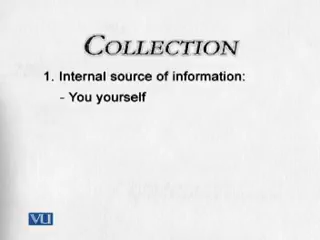 COLLECTION
1. Internal source of information:
- You yourself
VU